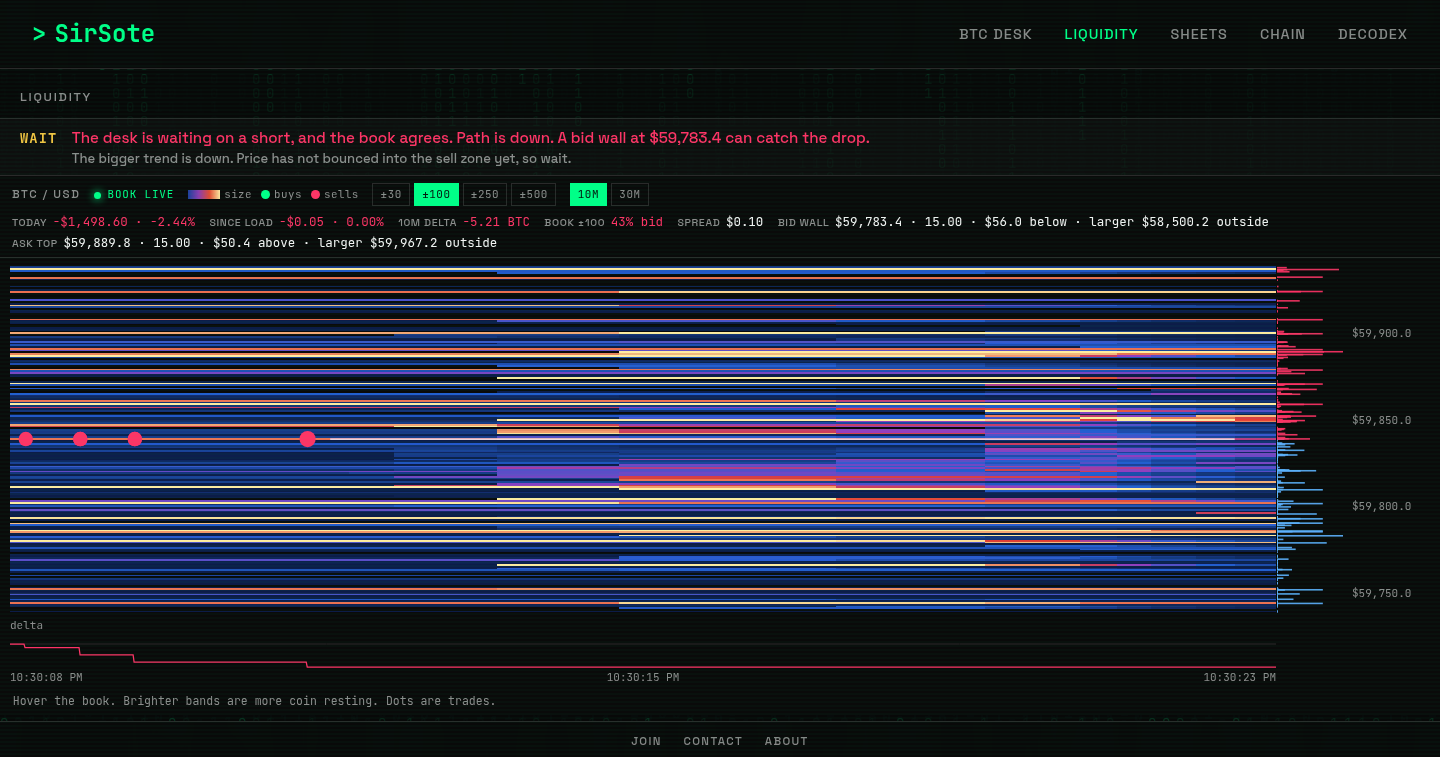 > SirSote
BTC DESK LIQUIDITY SHEETS CHAIN DECODEX
LIQUIDITY
WAIT The desk is waiting on a short, and the book agrees. Path is down. A bid wall at $59,783.4 can catch the drop.
The bigger trend is down. Price has not bounced into the sell zone yet, so wait.
BTC / USD BOOK LIVE size buys sells ±30 ±100 ±250 ±500 10M 30M
TODAY -$1,498.60 · -2.44% SINCE LOAD -$0.05 · 0.00% 10M DELTA -5.21 BTC BOOK ±100 43% bid SPREAD $0.10 BID WALL $59,783.4 · 15.00 · $56.0 below · larger $58,500.2 outside
ASK TOP $59,889.8 · 15.00 · $50.4 above · larger $59,967.2 outside
$59,900.0
$59,850.0
$59,800.0
$59,750.0
delta
10:30:08 PM 10:30:15 PM 10:30:23 PM
Hover the book. Brighter bands are more coin resting. Dots are trades.
JOIN CONTACT ABOUT